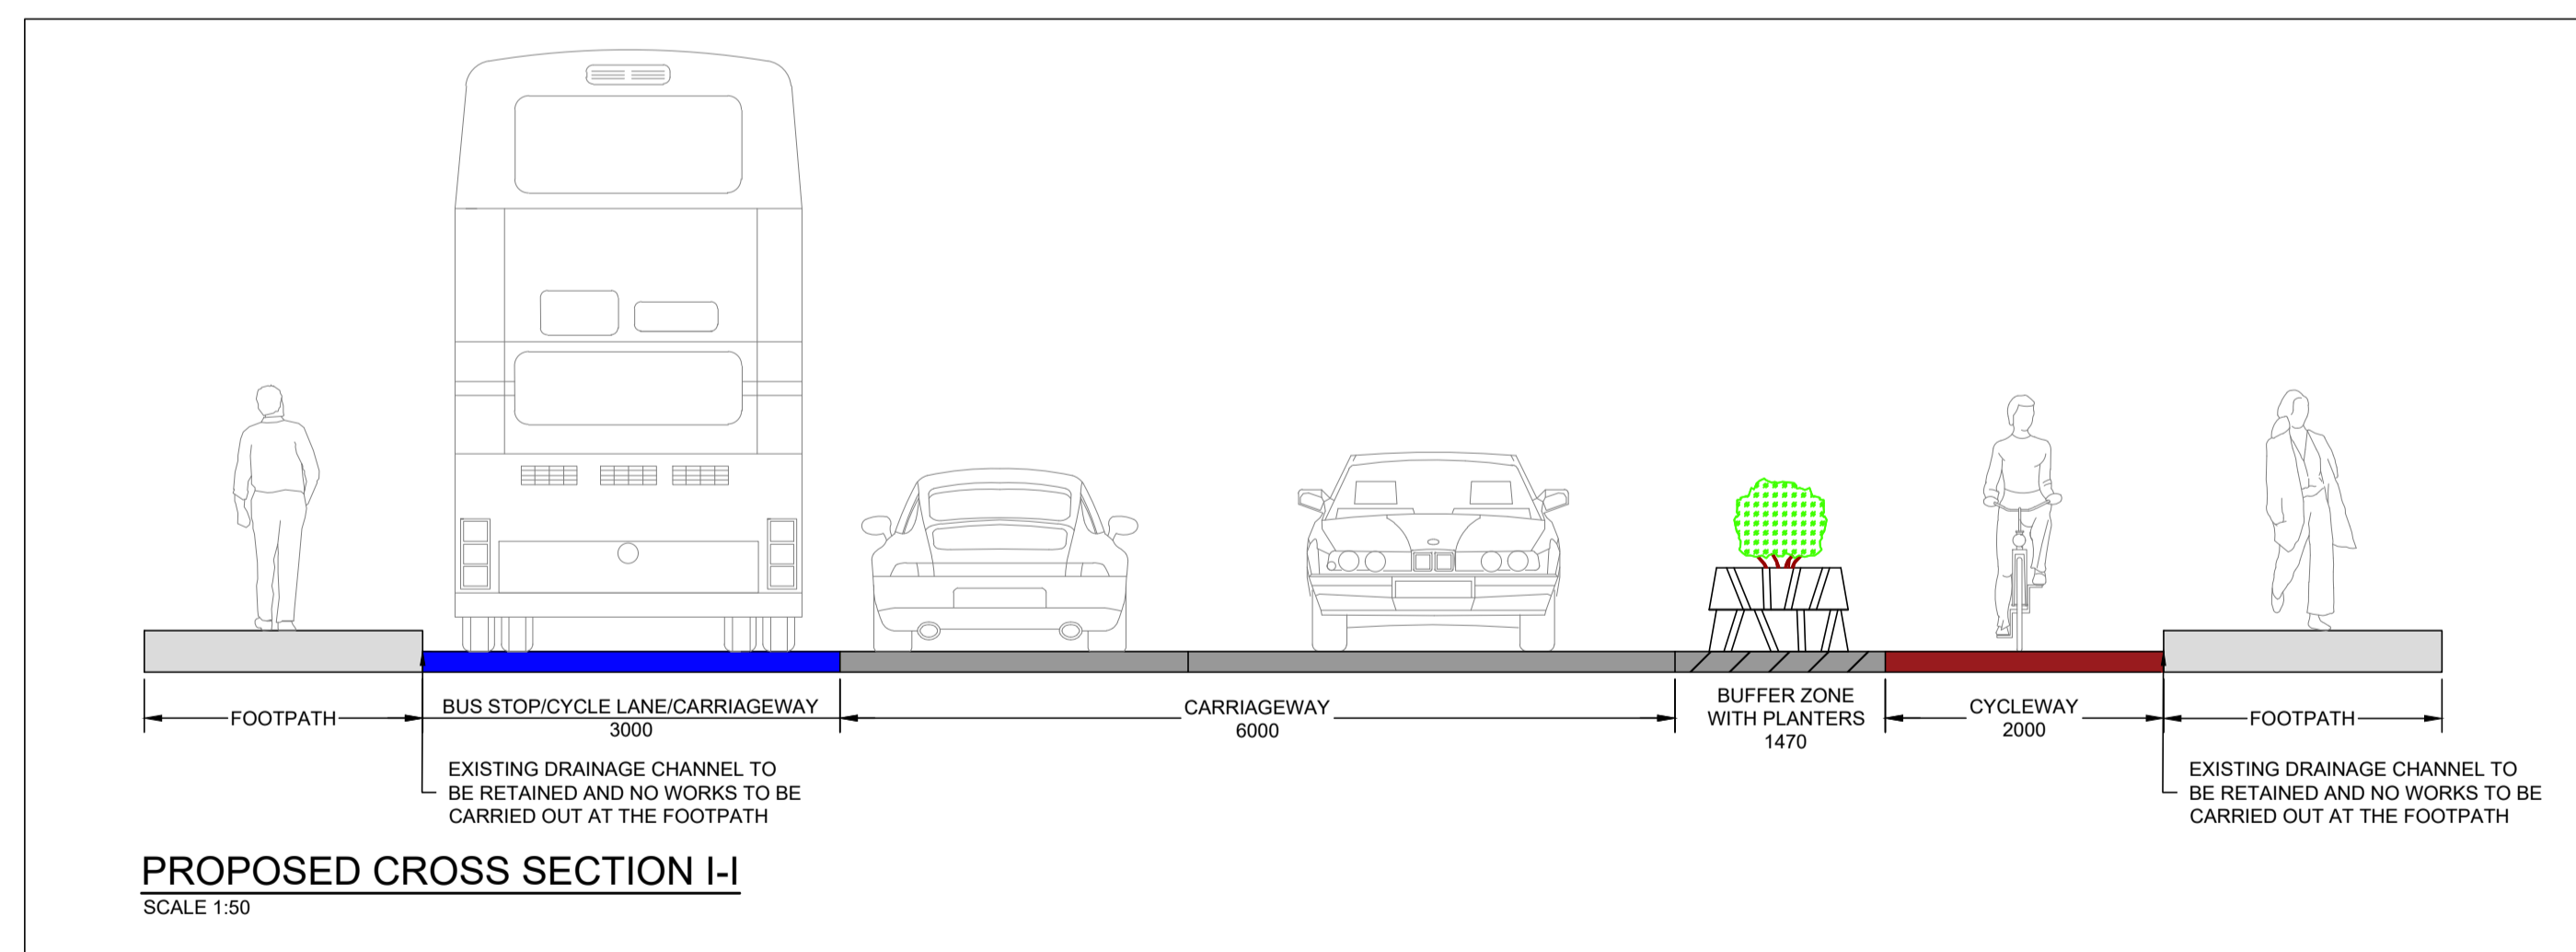 FOOTPATH
BUS STOP/CYCLE LANE/CARRIAGEWAY
3000
CARRIAGEWAY
6000
BUFFER ZONE
WITH PLANTERS
1470
CYCLEWAY
2000
FOOTPATH
EXISTING DRAINAGE CHANNEL TO
BE RETAINED AND NO WORKS TO BE
CARRIED OUT AT THE FOOTPATH
EXISTING DRAINAGE CHANNEL TO
BE RETAINED AND NO WORKS TO BE
CARRIED OUT AT THE FOOTPATH
PROPOSED CROSS SECTION I-I
SCALE 1:50